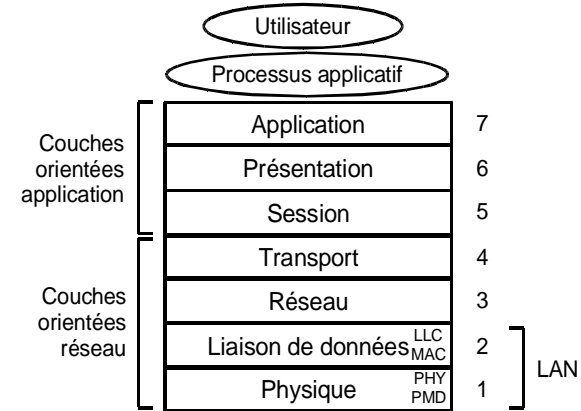 Utilisateur
Processus applicatif
Couches
orientées
application
Application 7
Présentation 6
Session 5
Couches
orientées
réseau
Transport 4
Réseau 3
Liaison de données LLC MAC 2
Physique PHY PMD 1
LAN